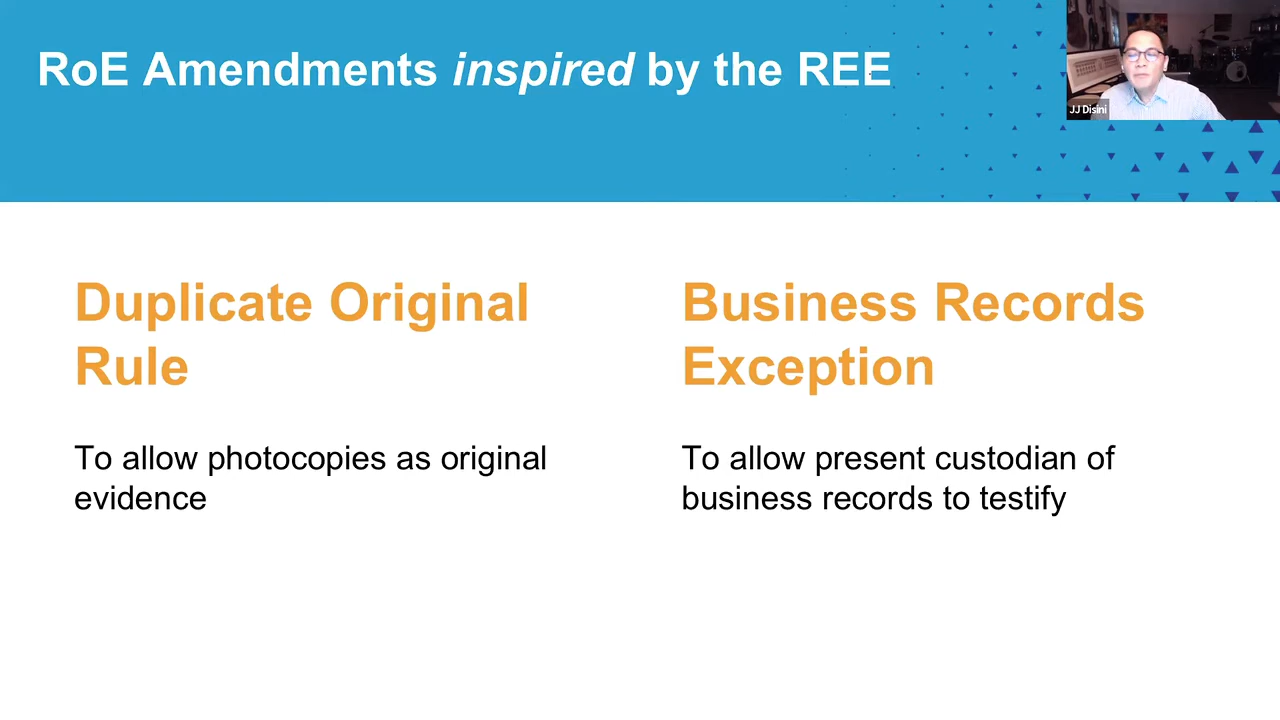 RoE Amendments inspired by the REE
JJ Disini
Duplicate Original
Rule
To allow photocopies as original
evidence
Business Records
Exception
To allow present custodian of
business records to testify